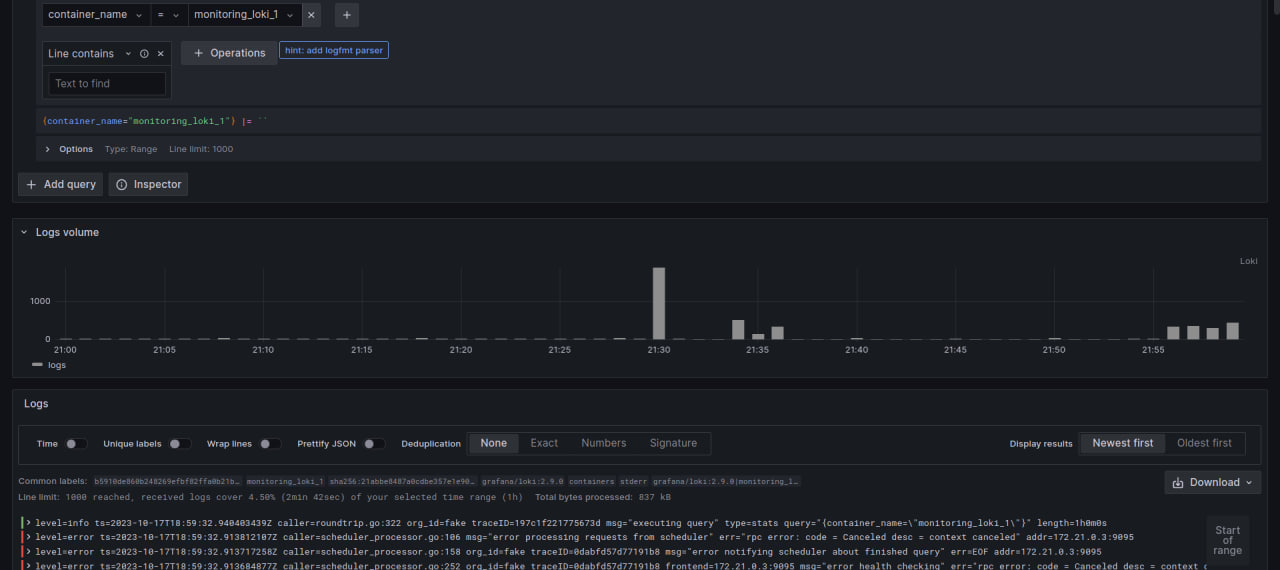 container_name = monitoring_loki_1 × +
Line contains × + Operations hint: add logfmt parser
Text to find
{container_name="monitoring_loki_1"} |= ``
Options Type: Range Line limit: 1000
+ Add query Inspector
Logs volume
Loki
1000
0
21:00 21:05 21:10 21:15 21:20 21:25 21:30 21:35 21:40 21:45 21:50 21:55
logs
Logs
Time Unique labels Wrap lines Prettify JSON Deduplication None Exact Numbers Signature Display results Newest first Oldest first
Common labels: monitoring_loki_1 grafana/loki:2.9.0 containers stderr grafana/loki:2.9.0|monitoring_l… Download
Line limit: 1000 reached, received logs cover 4.50% (2min 42sec) of your selected time range (1h) Total bytes processed: 837 kB
level=info ts=2023-10-17T18:59:32.940403439Z caller=roundtrip.go:322 org_id=fake traceID=197c1f221775673d msg="executing query" type=stats query="{container_name=\"monitoring_loki_1\"}" length=1h0m0s
level=error ts=2023-10-17T18:59:32.913812107Z caller=scheduler_processor.go:106 msg="error processing requests from scheduler" err="rpc error: code = Canceled desc = context canceled" addr=172.21.0.3:9095
level=error ts=2023-10-17T18:59:32.913717258Z caller=scheduler_processor.go:158 org_id=fake traceID=0dabfd57d77191b8 msg="error notifying scheduler about finished query" err=EOF addr=172.21.0.3:9095
level=error ts=2023-10-17T18:59:32.913684877Z caller=scheduler_processor.go:252 org_id=fake traceID=0dabfd57d77191b8 frontend=172.21.0.3:9095 msg="error health checking" err="rpc error: code = Canceled desc = context c
Start
of
range